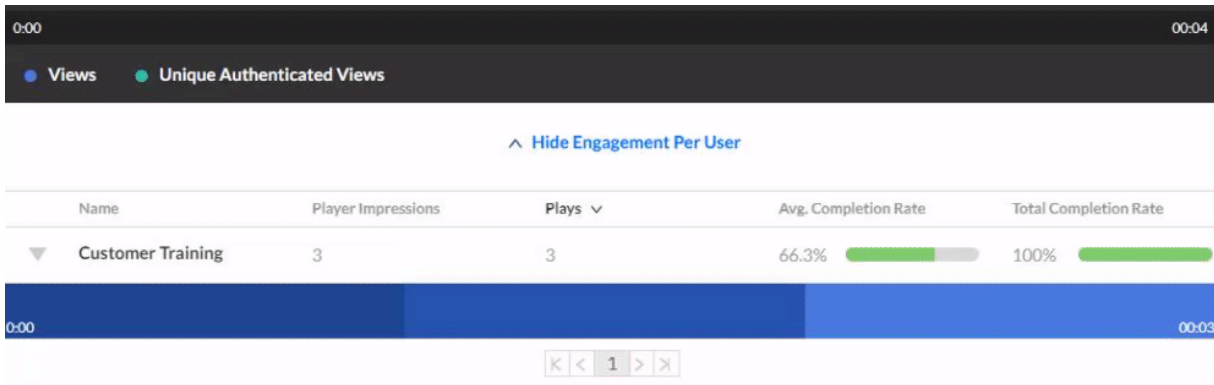 0:00 00:04
Views Unique Authenticated Views
Hide Engagement Per User
Name Player Impressions Plays Avg. Completion Rate Total Completion Rate
Customer Training 3 3 66.3% 100%
0:00 00:03
1